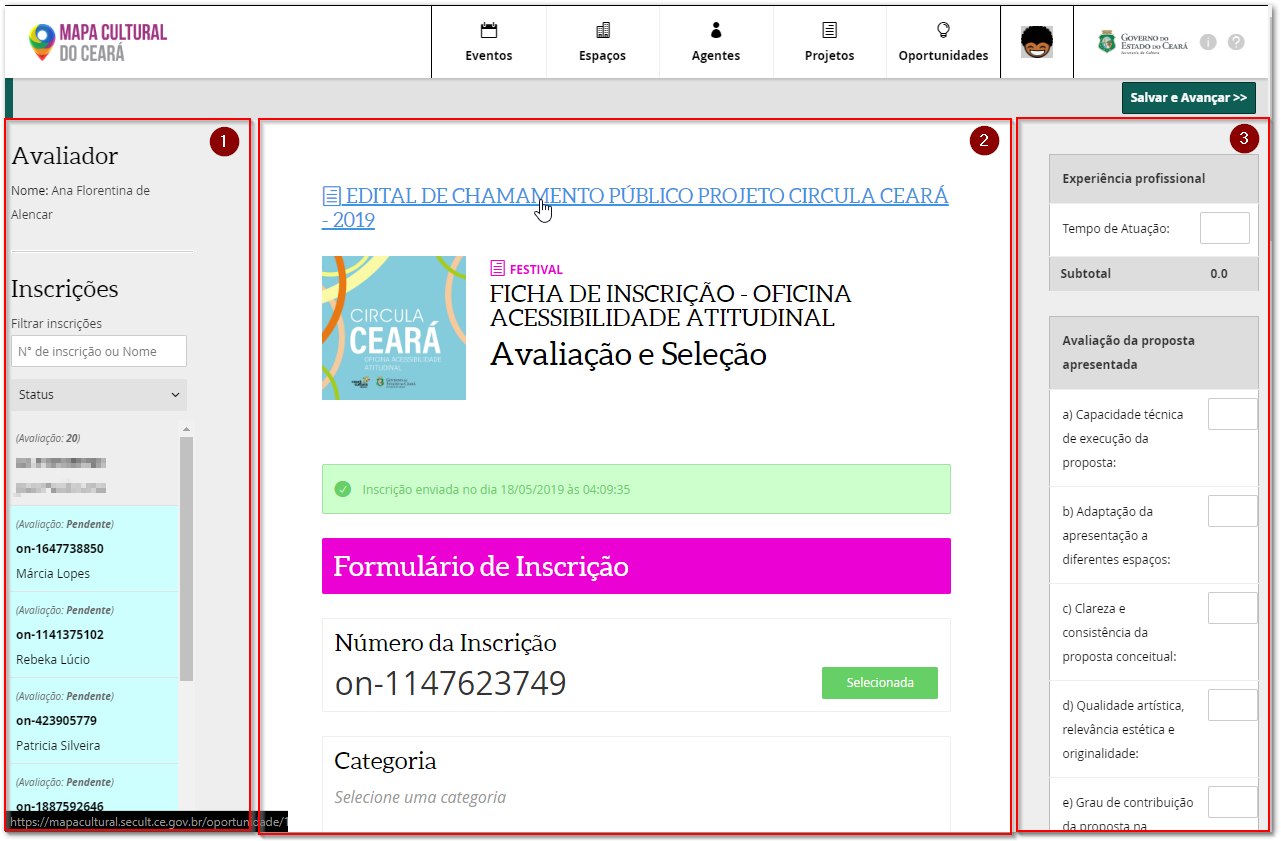 MAPA CULTURAL
DO CEARÁ
Eventos
Espaços
Agentes
Projetos
Oportunidades
GOVERNO DO
ESTADO DO CEARÁ
Secretaria da Cultura
i
?
Salvar e Avançar >>
1
Avaliador
Nome: Ana Florentina de
Alencar
Inscrições
Filtrar inscrições
N° de inscrição ou Nome
Status
(Avaliação: 20)
(Avaliação: Pendente)
on-1647738850
Márcia Lopes
(Avaliação: Pendente)
on-1141375102
Rebeka Lúcio
(Avaliação: Pendente)
on-423905779
Patricia Silveira
(Avaliação: Pendente)
on-1887592646
https://mapacultural.secult.ce.gov.br/oportunidade/1
2
EDITAL DE CHAMAMENTO PÚBLICO PROJETO CIRCULA CEARÁ
- 2019
CIRCULA
CEARÁ
OFICINA ACESSIBILIDADE
ATITUDINAL
FESTIVAL
FICHA DE INSCRIÇÃO - OFICINA
ACESSIBILIDADE ATITUDINAL
Avaliação e Seleção
Inscrição enviada no dia 18/05/2019 às 04:09:35
Formulário de Inscrição
Número da Inscrição
on-1147623749
Selecionada
Categoria
Selecione uma categoria
3
Experiência profissional
Tempo de Atuação:
Subtotal 0.0
Avaliação da proposta
apresentada
a) Capacidade técnica
de execução da
proposta:
b) Adaptação da
apresentação a
diferentes espaços:
c) Clareza e
consistência da
proposta conceitual:
d) Qualidade artística,
relevância estética e
originalidade:
e) Grau de contribuição
da proposta na